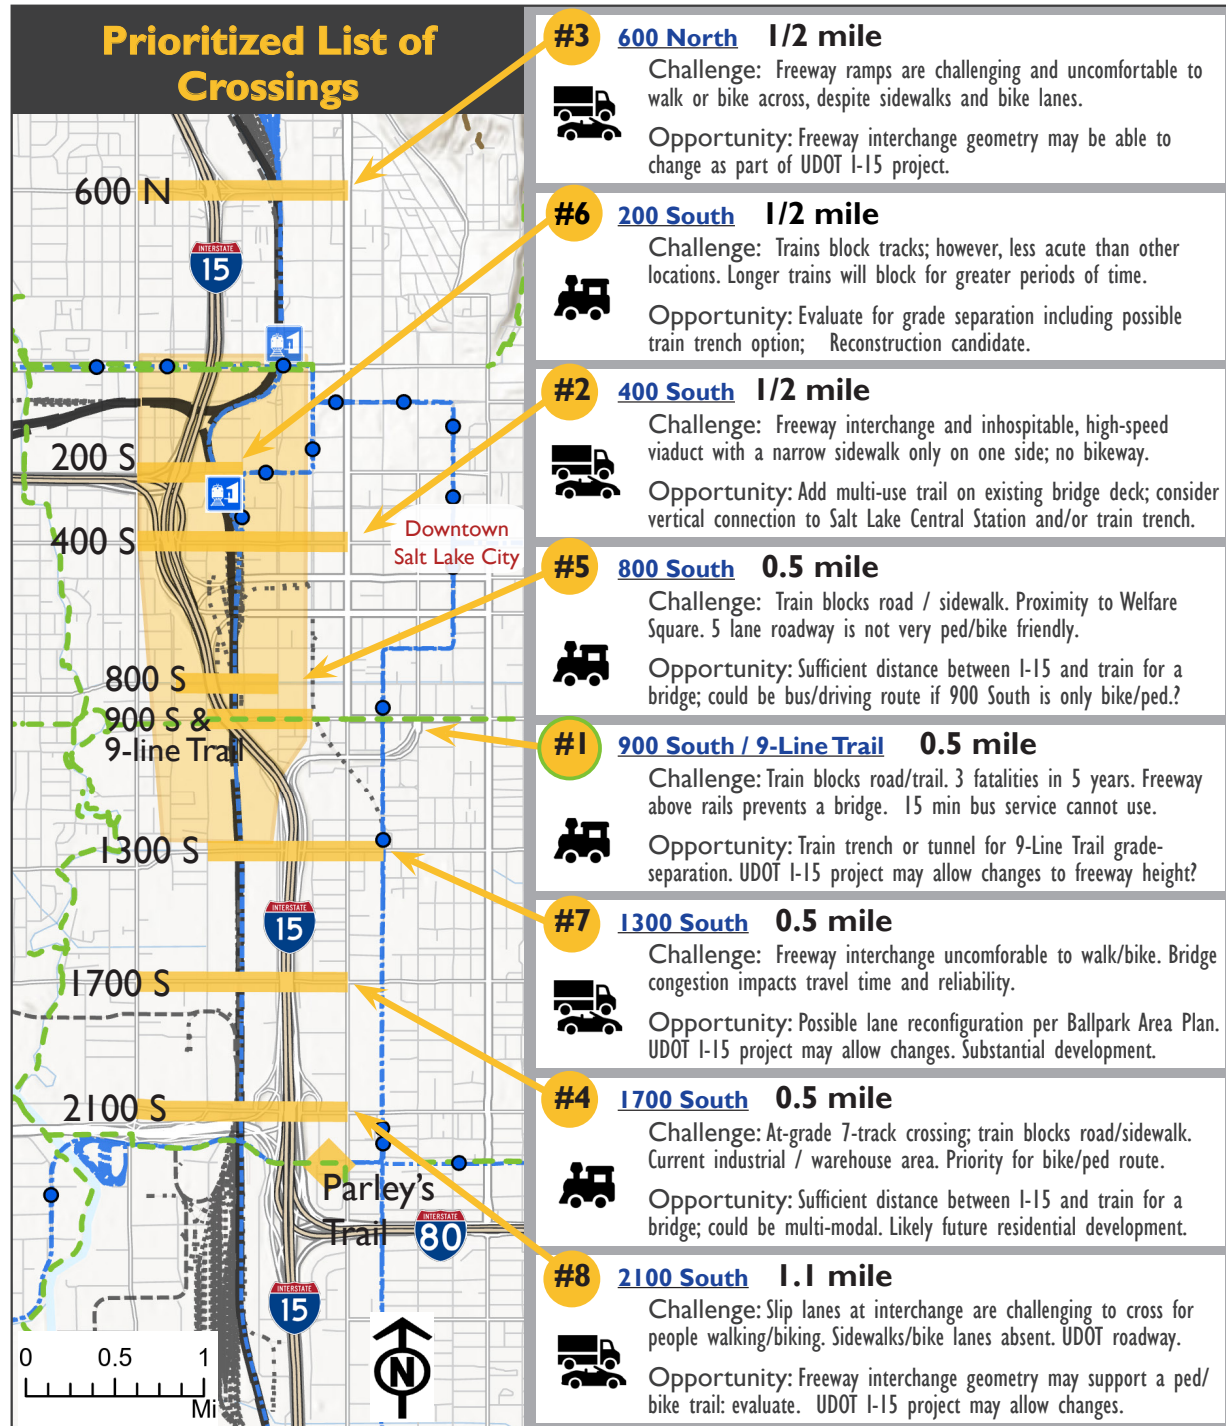 Prioritized List of
Crossings
600 N
INTERSTATE
15
200 S
400 S
Downtown
Salt Lake City
800 S
900 S &
9-line Trail
1300 S
INTERSTATE
15
1700 S
2100 S
Parley's
Trail
INTERSTATE
80
INTERSTATE
15
0 0.5 1
Mi
N
#3 600 North 1/2 mile
Challenge: Freeway ramps are challenging and uncomfortable to
walk or bike across, despite sidewalks and bike lanes.
Opportunity: Freeway interchange geometry may be able to
change as part of UDOT I-15 project.
#6 200 South 1/2 mile
Challenge: Trains block tracks; however, less acute than other
locations. Longer trains will block for greater periods of time.
Opportunity: Evaluate for grade separation including possible
train trench option; Reconstruction candidate.
#2 400 South 1/2 mile
Challenge: Freeway interchange and inhospitable, high-speed
viaduct with a narrow sidewalk only on one side; no bikeway.
Opportunity: Add multi-use trail on existing bridge deck; consider
vertical connection to Salt Lake Central Station and/or train trench.
#5 800 South 0.5 mile
Challenge: Train blocks road / sidewalk. Proximity to Welfare
Square. 5 lane roadway is not very ped/bike friendly.
Opportunity: Sufficient distance between I-15 and train for a
bridge; could be bus/driving route if 900 South is only bike/ped.?
#1 900 South / 9-Line Trail 0.5 mile
Challenge: Train blocks road/trail. 3 fatalities in 5 years. Freeway
above rails prevents a bridge. 15 min bus service cannot use.
Opportunity: Train trench or tunnel for 9-Line Trail grade-
separation. UDOT I-15 project may allow changes to freeway height?
#7 1300 South 0.5 mile
Challenge: Freeway interchange uncomforable to walk/bike. Bridge
congestion impacts travel time and reliability.
Opportunity: Possible lane reconfiguration per Ballpark Area Plan.
UDOT I-15 project may allow changes. Substantial development.
#4 1700 South 0.5 mile
Challenge: At-grade 7-track crossing; train blocks road/sidewalk.
Current industrial / warehouse area. Priority for bike/ped route.
Opportunity: Sufficient distance between I-15 and train for a
bridge; could be multi-modal. Likely future residential development.
#8 2100 South 1.1 mile
Challenge: Slip lanes at interchange are challenging to cross for
people walking/biking. Sidewalks/bike lanes absent. UDOT roadway.
Opportunity: Freeway interchange geometry may support a ped/
bike trail: evaluate. UDOT I-15 project may allow changes.